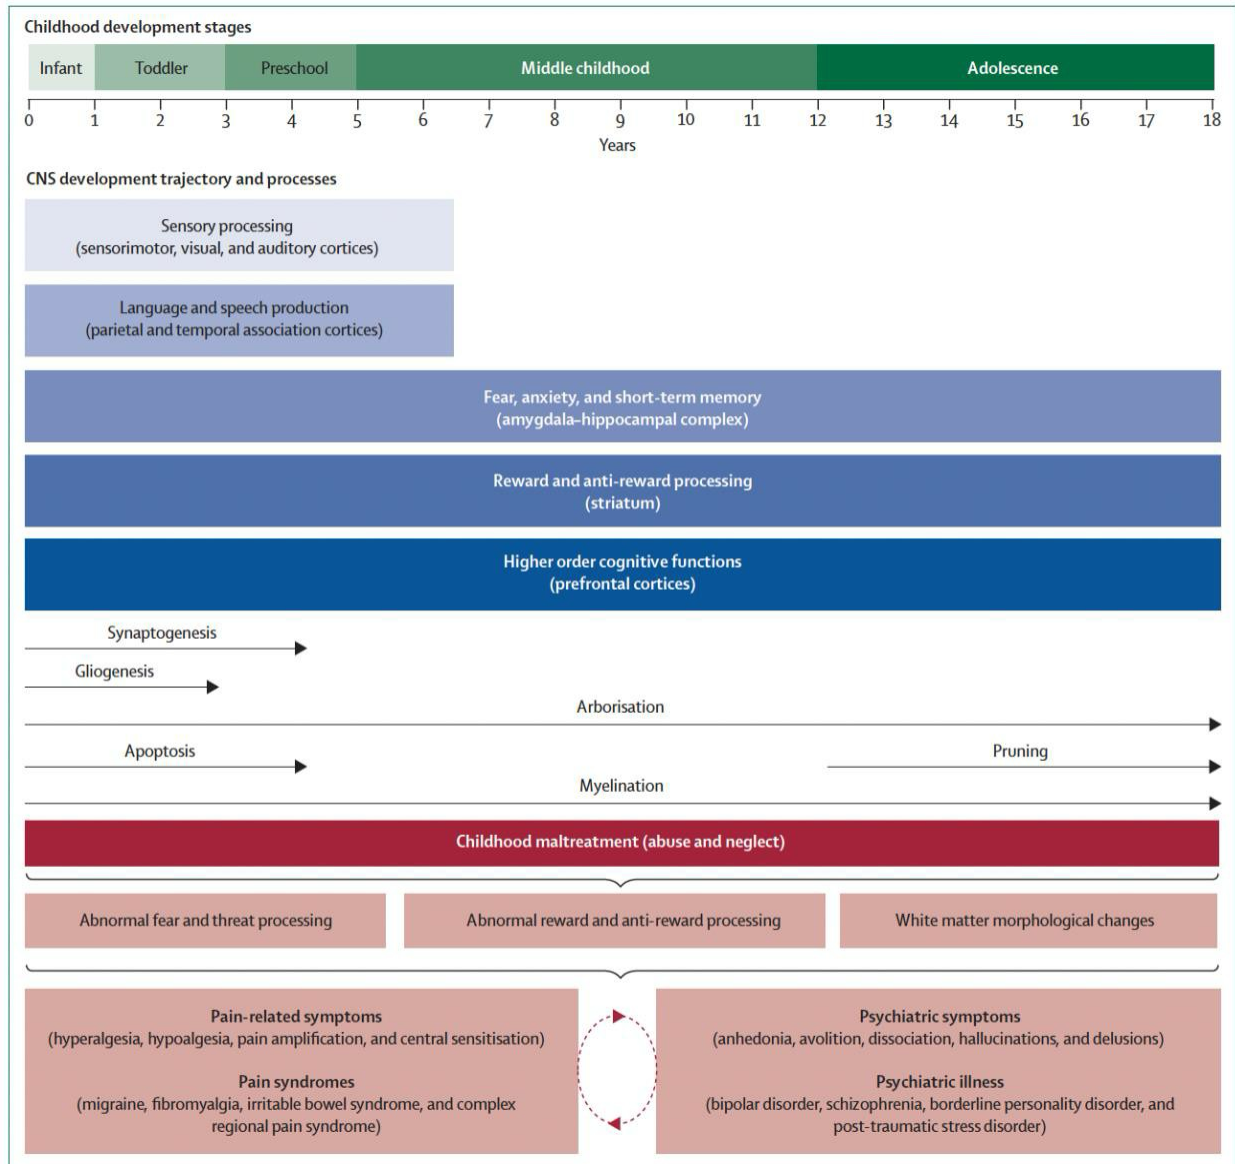 Childhood development stages
Infant
Toddler
Preschool
Middle childhood
Adolescence
0 1 2 3 4 5 6 7 8 9 10 11 12 13 14 15 16 17 18
Years
CNS development trajectory and processes
Sensory processing
(sensorimotor, visual, and auditory cortices)
Language and speech production
(parietal and temporal association cortices)
Fear, anxiety, and short-term memory
(amygdala–hippocampal complex)
Reward and anti-reward processing
(striatum)
Higher order cognitive functions
(prefrontal cortices)
Synaptogenesis
Gliogenesis
Arborisation
Apoptosis
Pruning
Myelination
Childhood maltreatment (abuse and neglect)
Abnormal fear and threat processing
Abnormal reward and anti-reward processing
White matter morphological changes
Pain-related symptoms
(hyperalgesia, hypoalgesia, pain amplification, and central sensitisation)
Pain syndromes
(migraine, fibromyalgia, irritable bowel syndrome, and complex
regional pain syndrome)
Psychiatric symptoms
(anhedonia, avolition, dissociation, hallucinations, and delusions)
Psychiatric illness
(bipolar disorder, schizophrenia, borderline personality disorder, and
post-traumatic stress disorder)